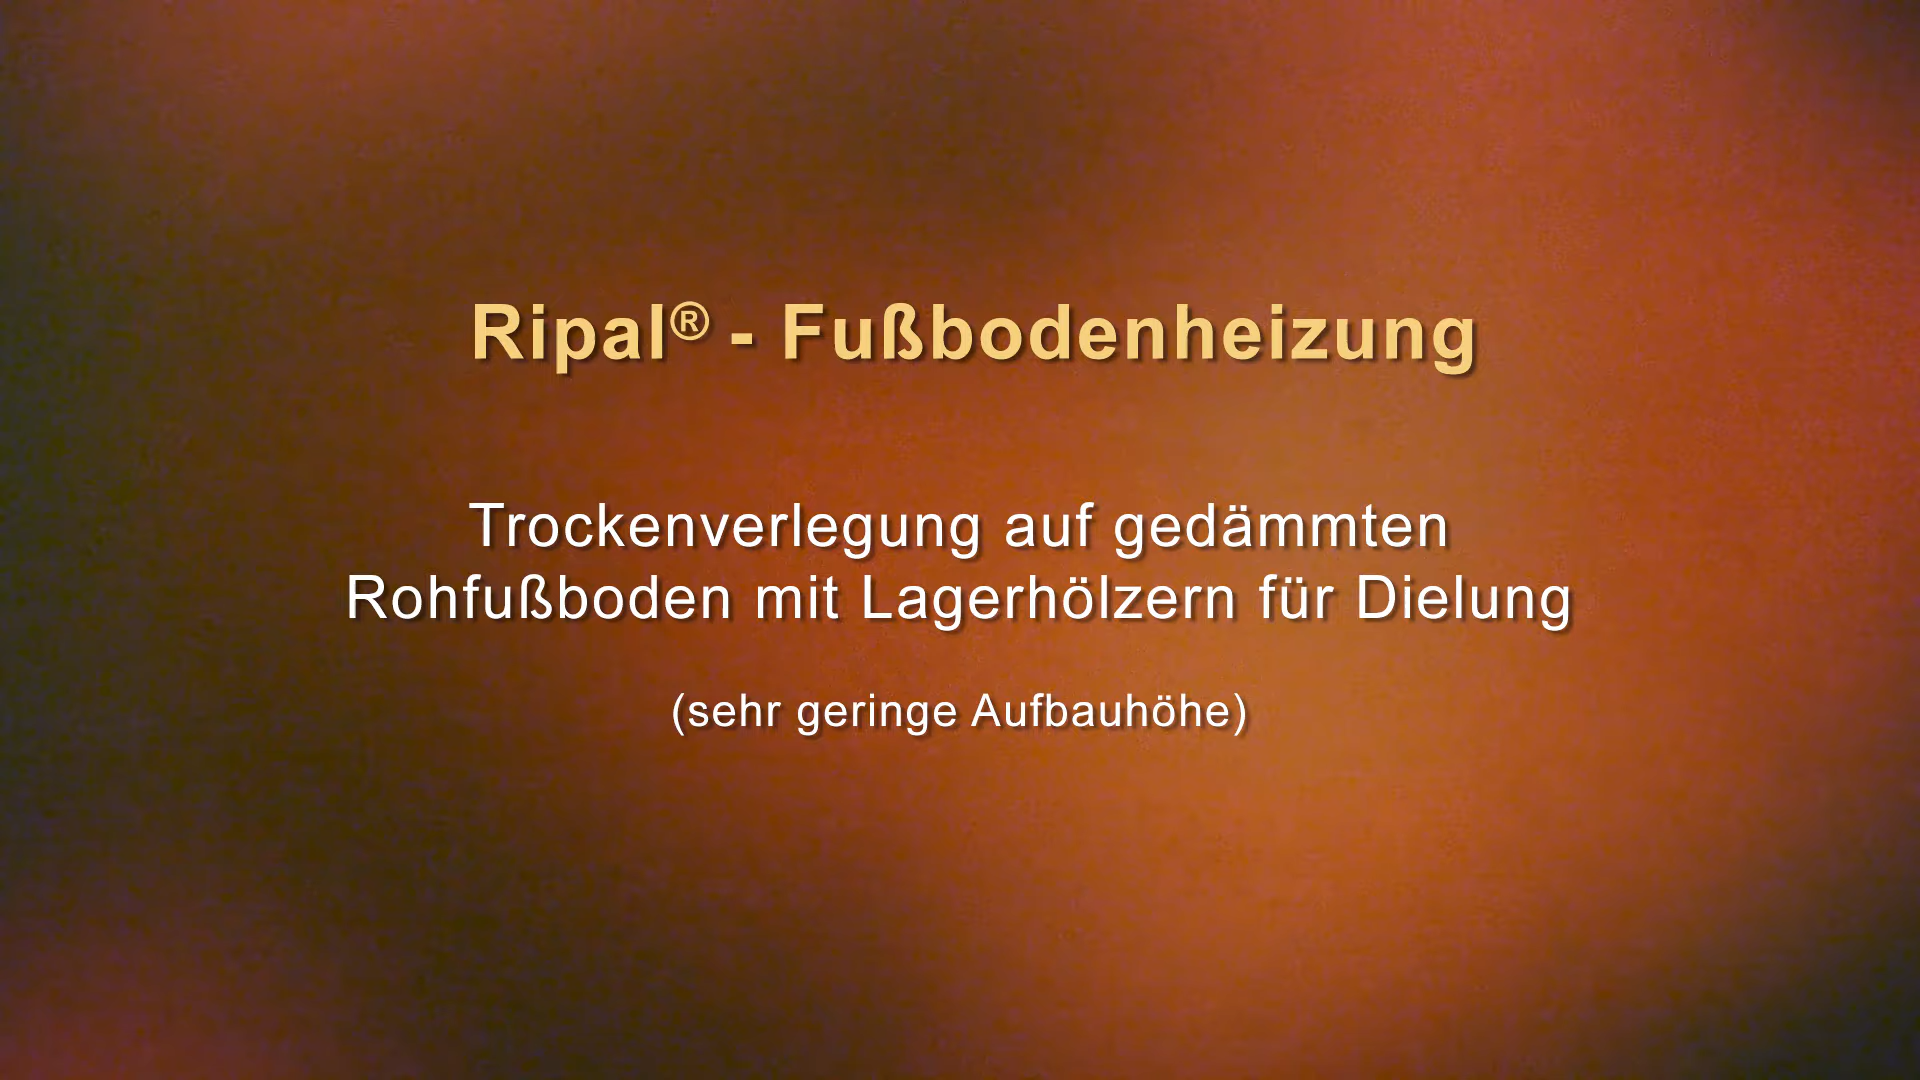 Ripal® - Fußbodenheizung
Trockenverlegung auf gedämmten
Rohfußboden mit Lagerhölzern für Dielung
(sehr geringe Aufbauhöhe)